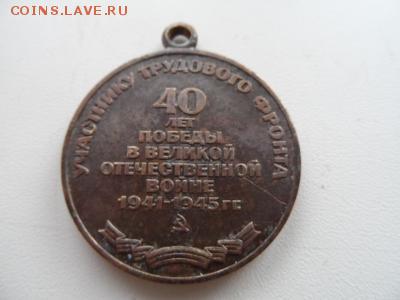 COINS.LAVE.RU
УЧАСТНИКУ ТРУДОВОГО ФРОНТА
40
ЛЕТ
ПОБЕДЫ
В ВЕЛИКОЙ
ОТЕЧЕСТВЕННОЙ
ВОЙНЕ
1941-1945 ГГ